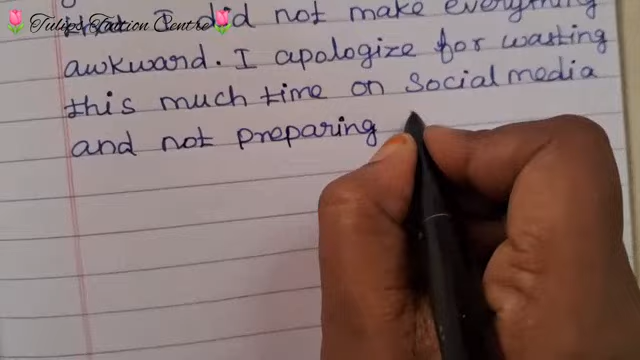 Tulips Tuition Centre
I did not make everything
awkward. I apologize for wasting
this much time on Social media
and not preparing